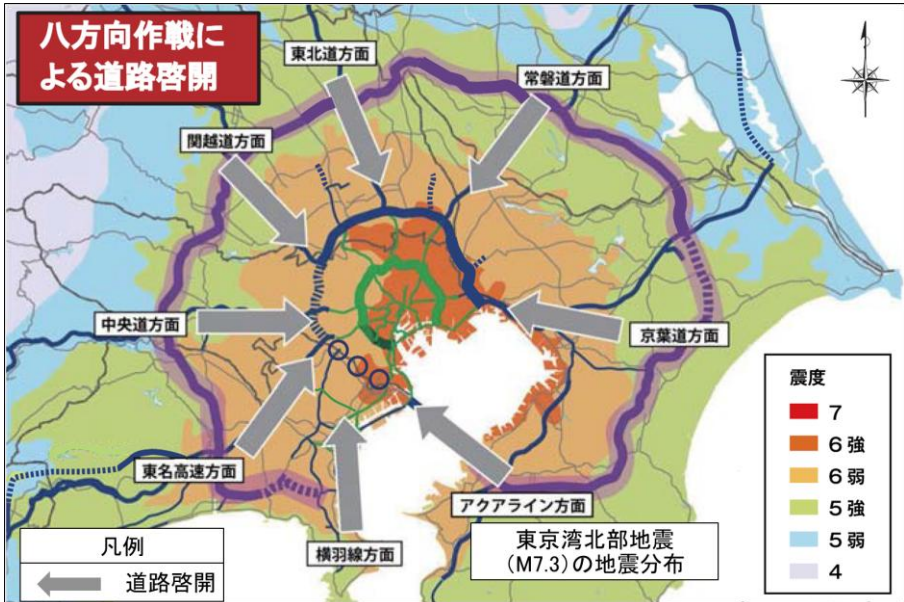 八方向作戦に
よる道路啓開
東北道方面
常磐道方面
関越道方面
中央道方面
京葉道方面
東名高速方面
アクアライン方面
横羽線方面
凡例
道路啓開
東京湾北部地震
(M7.3)の地震分布
震度
7
6強
6弱
5強
5弱
4